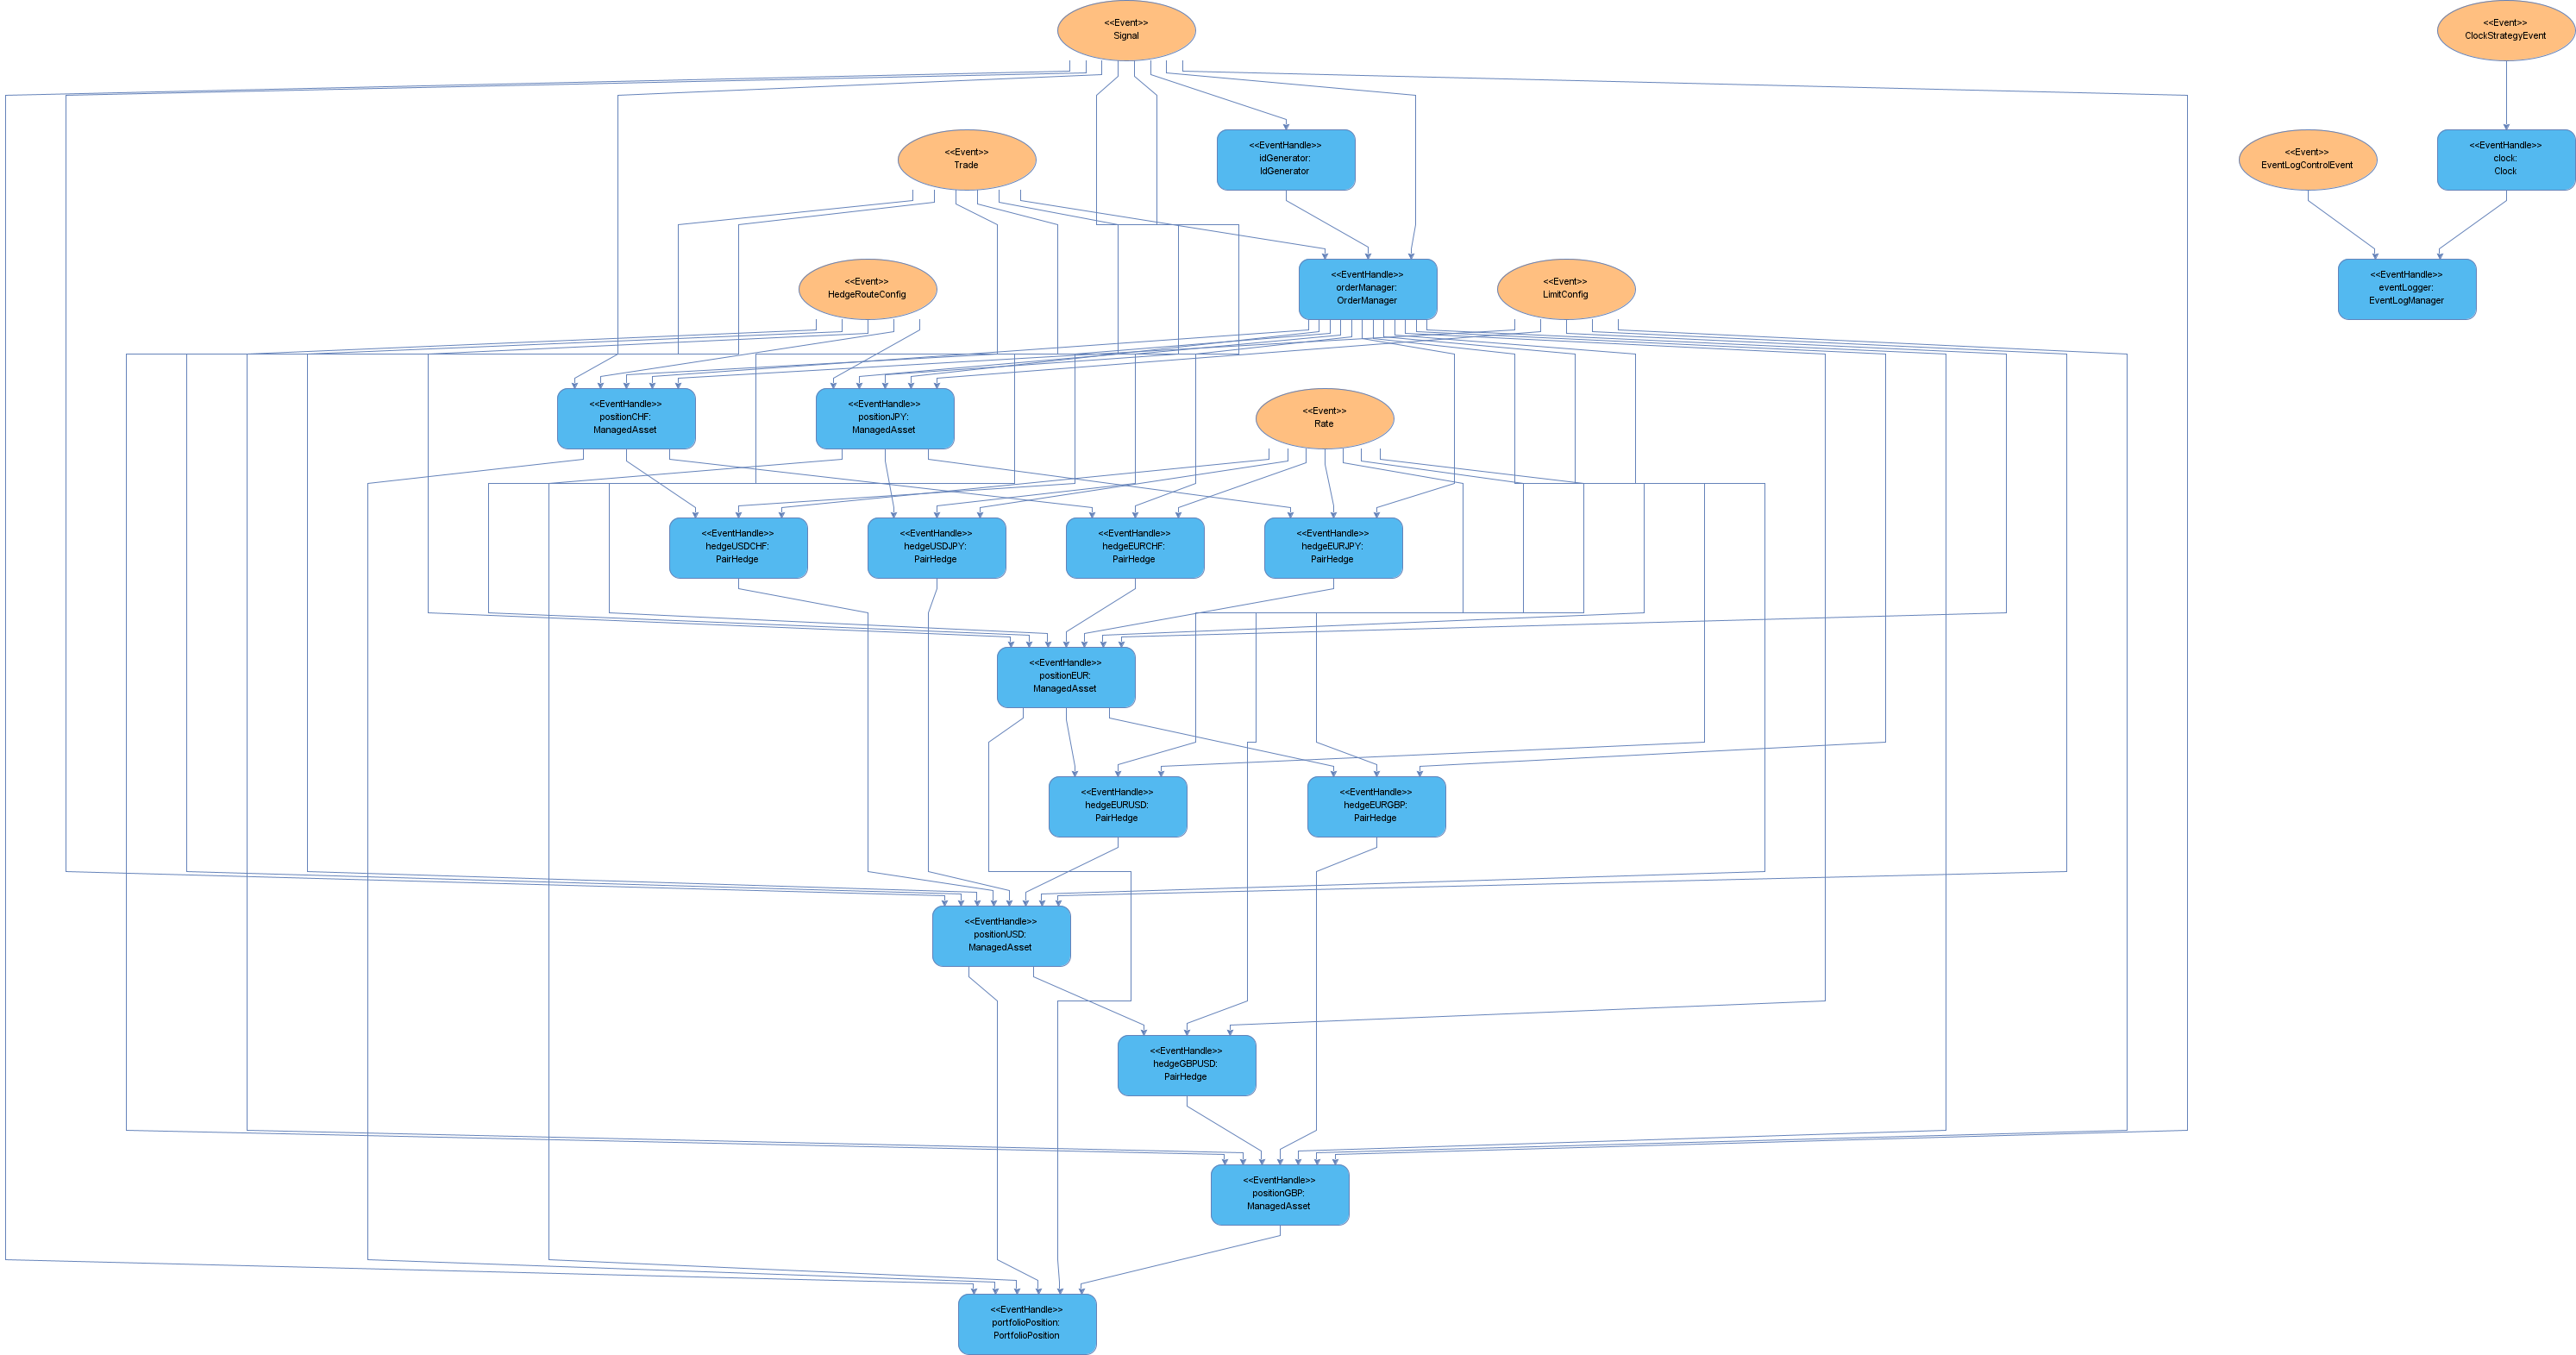 <<Event>>
Signal
<<Event>>
ClockStrategyEvent
<<Event>>
Trade
<<EventHandle>>
idGenerator:
IdGenerator
<<Event>>
EventLogControlEvent
<<EventHandle>>
clock:
Clock
<<Event>>
HedgeRouteConfig
<<EventHandle>>
orderManager:
OrderManager
<<Event>>
LimitConfig
<<EventHandle>>
eventLogger:
EventLogManager
<<EventHandle>>
positionCHF:
ManagedAsset
<<EventHandle>>
positionJPY:
ManagedAsset
<<Event>>
Rate
<<EventHandle>>
hedgeUSDCHF:
PairHedge
<<EventHandle>>
hedgeUSDJPY:
PairHedge
<<EventHandle>>
hedgeEURCHF:
PairHedge
<<EventHandle>>
hedgeEURJPY:
PairHedge
<<EventHandle>>
positionEUR:
ManagedAsset
<<EventHandle>>
hedgeEURUSD:
PairHedge
<<EventHandle>>
hedgeEURGBP:
PairHedge
<<EventHandle>>
positionUSD:
ManagedAsset
<<EventHandle>>
hedgeGBPUSD:
PairHedge
<<EventHandle>>
positionGBP:
ManagedAsset
<<EventHandle>>
portfolioPosition:
PortfolioPosition